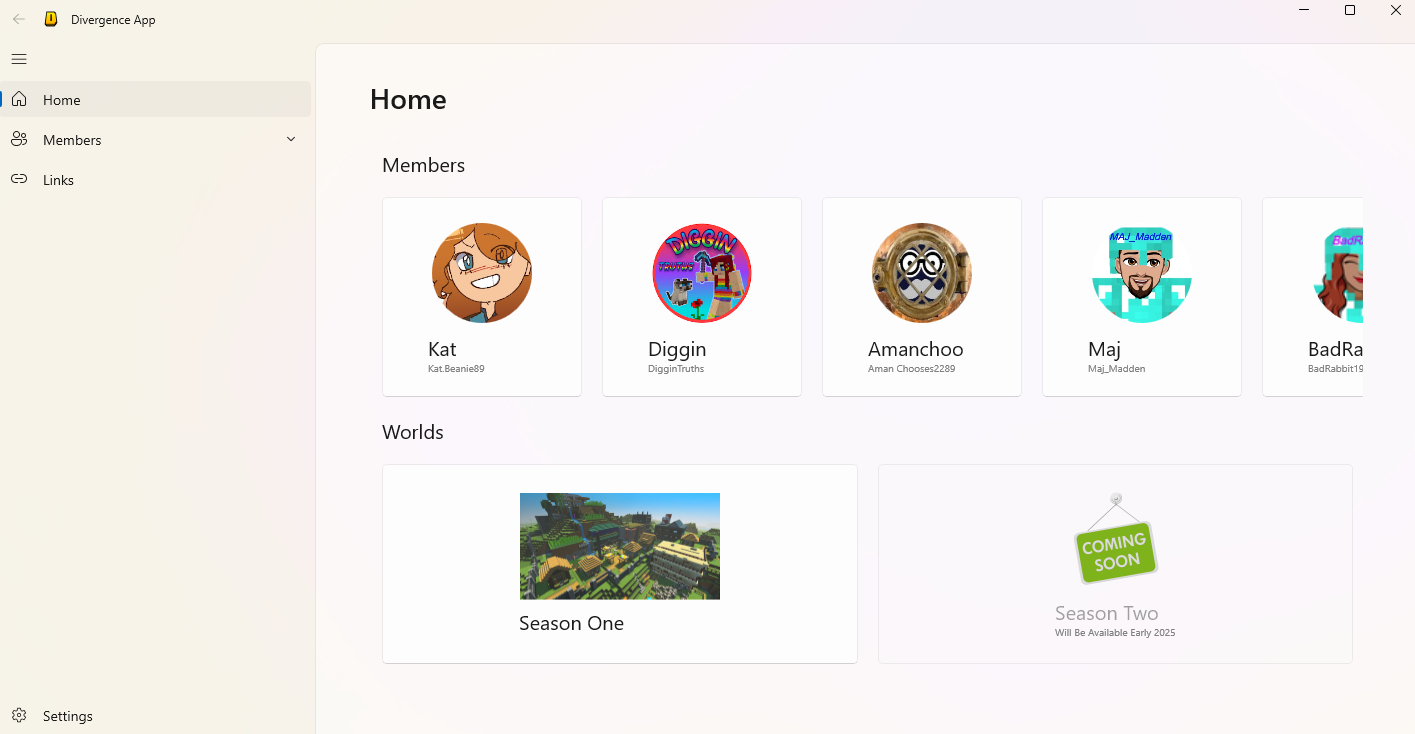 Divergence App
Home
Members
Links
Settings
Home
Members
DIGGIN
TRUTHS
MAJ_Madden
BadRa
Kat
Kat.Beanie89
Diggin
DigginTruths
Amanchoo
Aman Chooses2289
Maj
Maj_Madden
BadRa
BadRabbit19
Worlds
Season One
COMING
SOON
Season Two
Will Be Available Early 2025